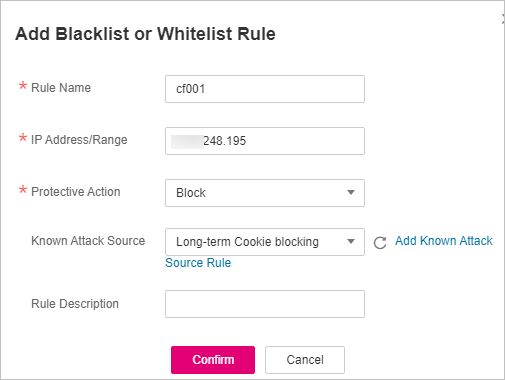 Add Blacklist or Whitelist Rule
* Rule Name cf001
* IP Address/Range 248.195
* Protective Action Block
Known Attack Source Long-term Cookie blocking Add Known Attack
Source Rule
Rule Description
Confirm Cancel